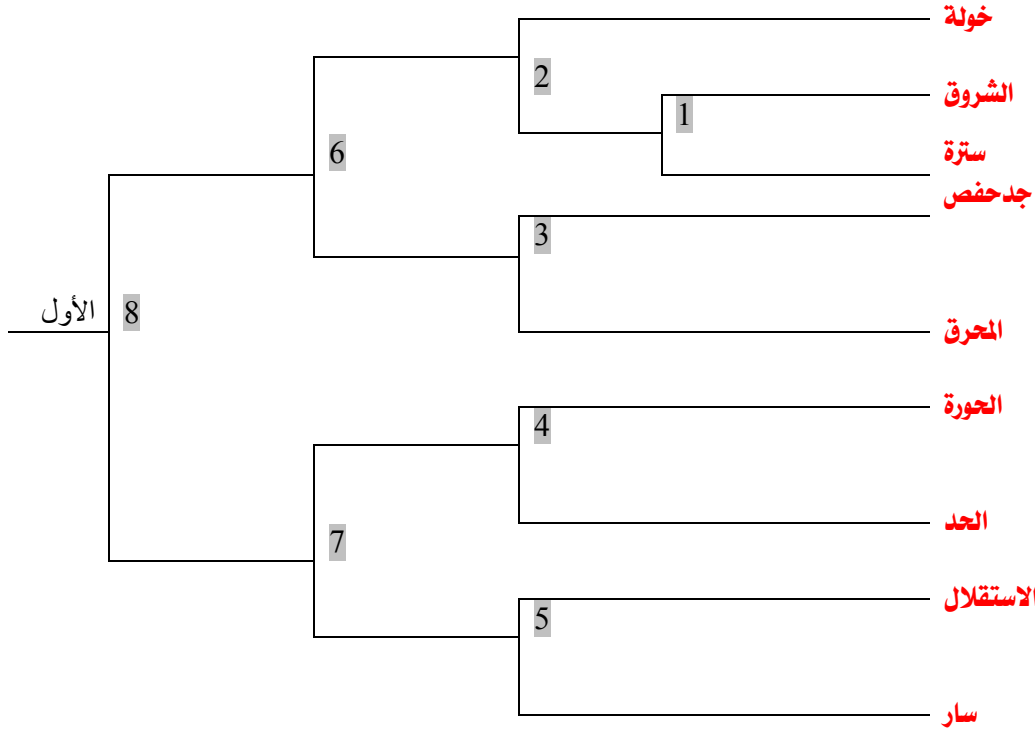 خولة
2
الشروق
1
سترة
6
جدحفص
3
الأول
8
المحرق
الحورة
4
الحد
7
الاستقلال
5
سار